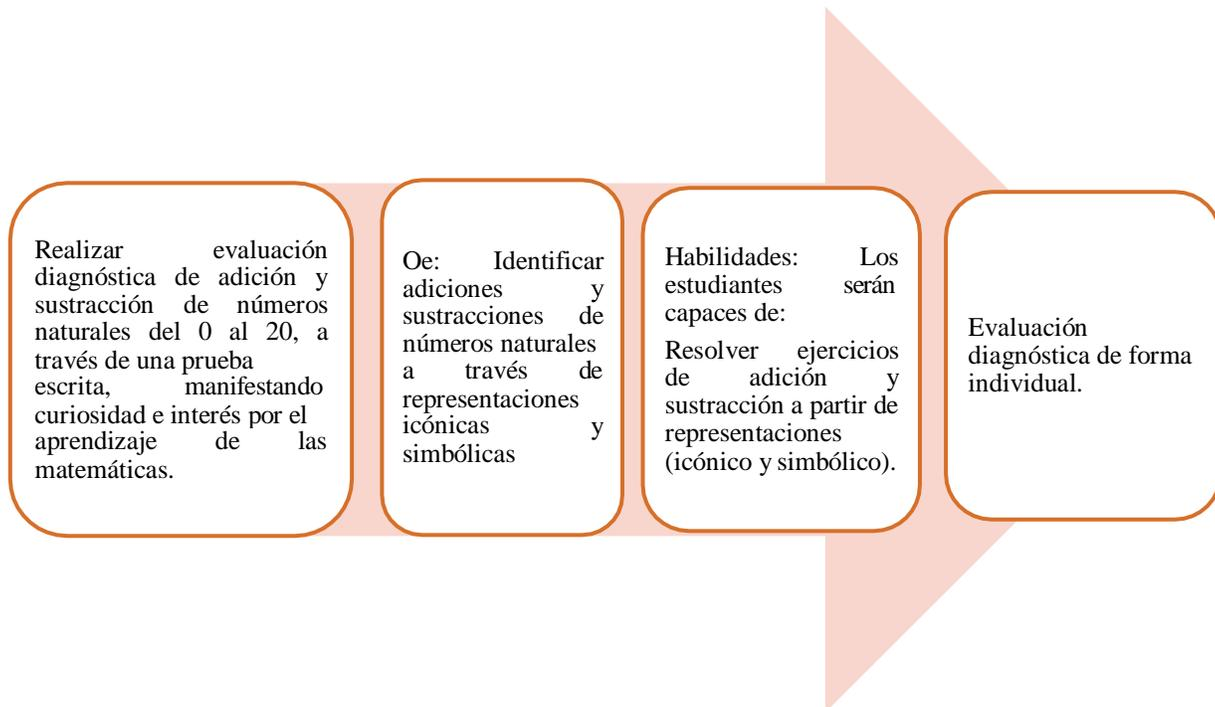 Realizar evaluación
diagnóstica de adición y
sustracción de números
naturales del 0 al 20, a
través de una prueba
escrita, manifestando
curiosidad e interés por el
aprendizaje de las
matemáticas.
Oe: Identificar
adiciones y
sustracciones de
números naturales
a través de
representaciones
icónicas y
simbólicas
Habilidades: Los
estudiantes serán
capaces de:
Resolver ejercicios
de adición y
sustracción a partir de
representaciones
(icónico y simbólico).
Evaluación
diagnóstica de forma
individual.